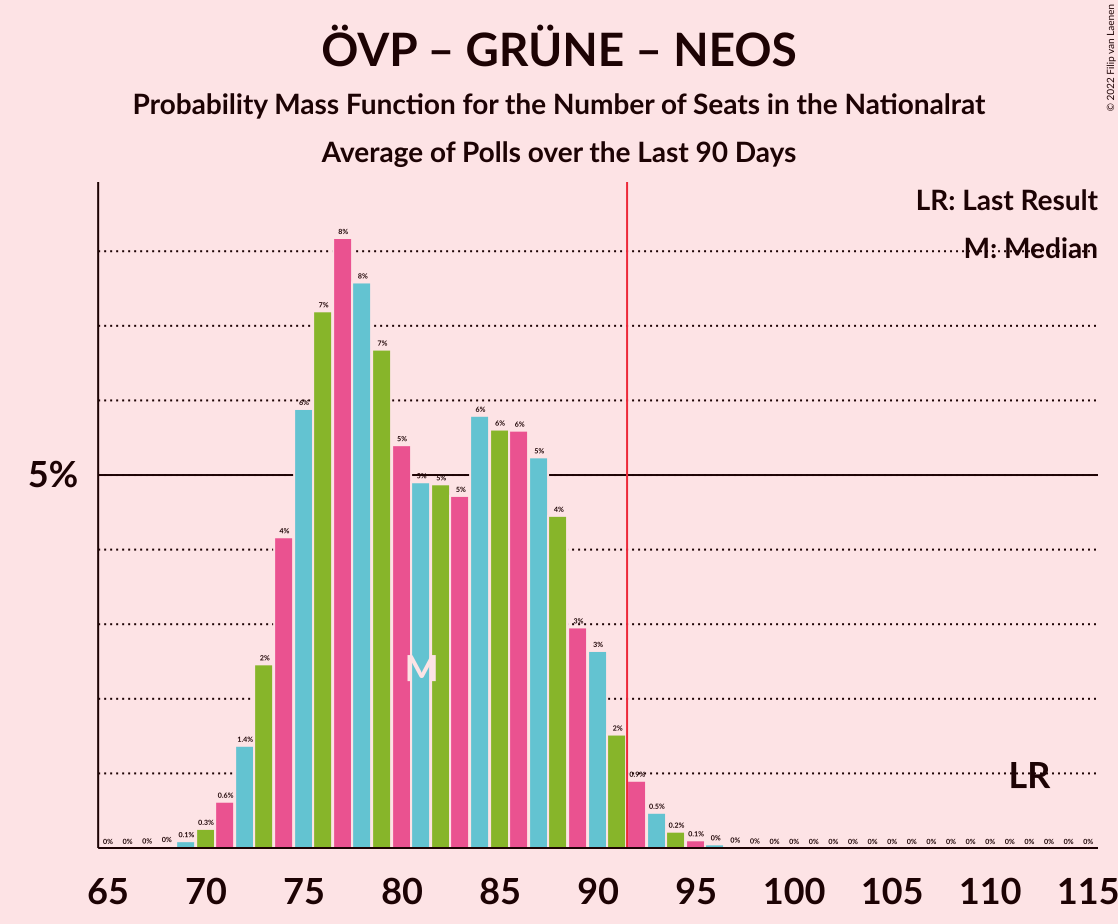 ÖVP – GRÜNE – NEOS
Probability Mass Function for the Number of Seats in the Nationalrat
Average of Polls over the Last 90 Days
© 2022 Filip van Laenen
LR: Last Result
M: Median
5%
0% 0% 0% 0% 0.1% 0.3% 0.6% 1.4% 2% 4% 6% 7% 8% 8% 7% 5% 5% 5% 5% 6% 6% 6% 5% 4% 3% 3% 2% 0.9% 0.5% 0.2% 0.1% 0% 0% 0% 0% 0% 0% 0% 0% 0% 0% 0% 0% 0% 0% 0% 0% 0% 0% 0% 0%
M
LR
65 70 75 80 85 90 95 100 105 110 115